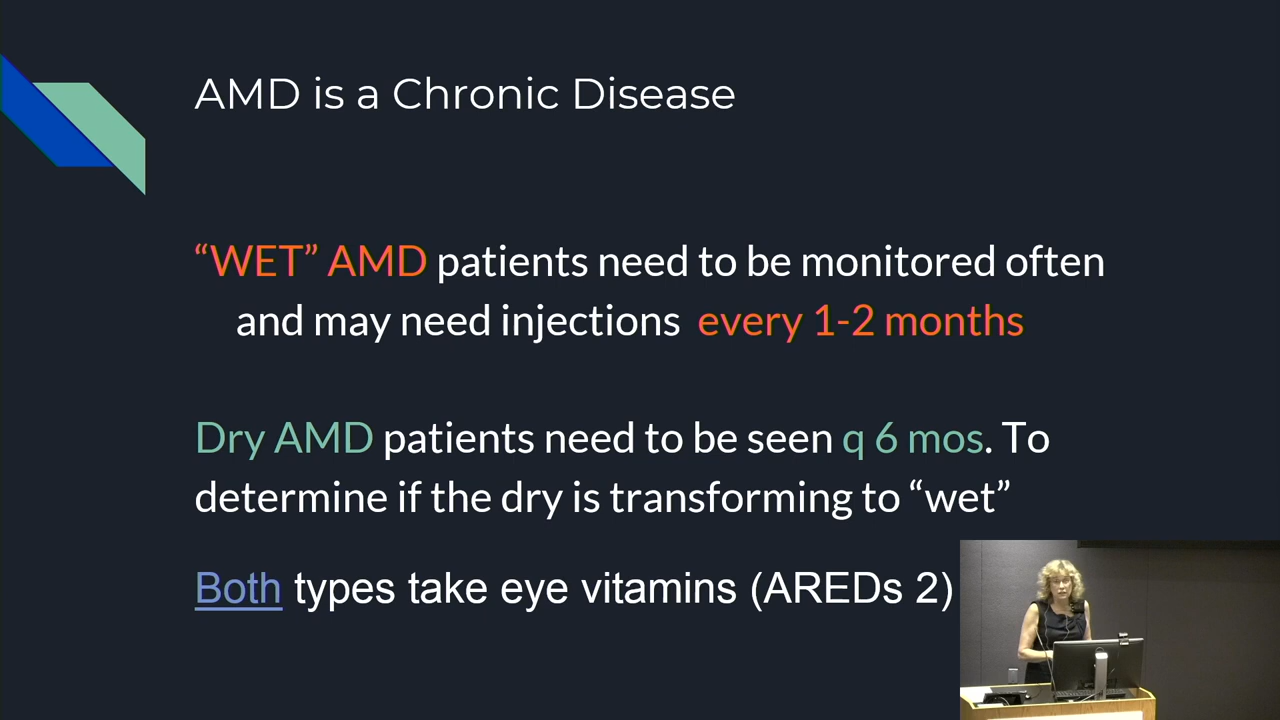 AMD is a Chronic Disease
“WET” AMD patients need to be monitored often
and may need injections every 1-2 months
Dry AMD patients need to be seen q 6 mos. To
determine if the dry is transforming to “wet”
Both types take eye vitamins (AREDs 2)